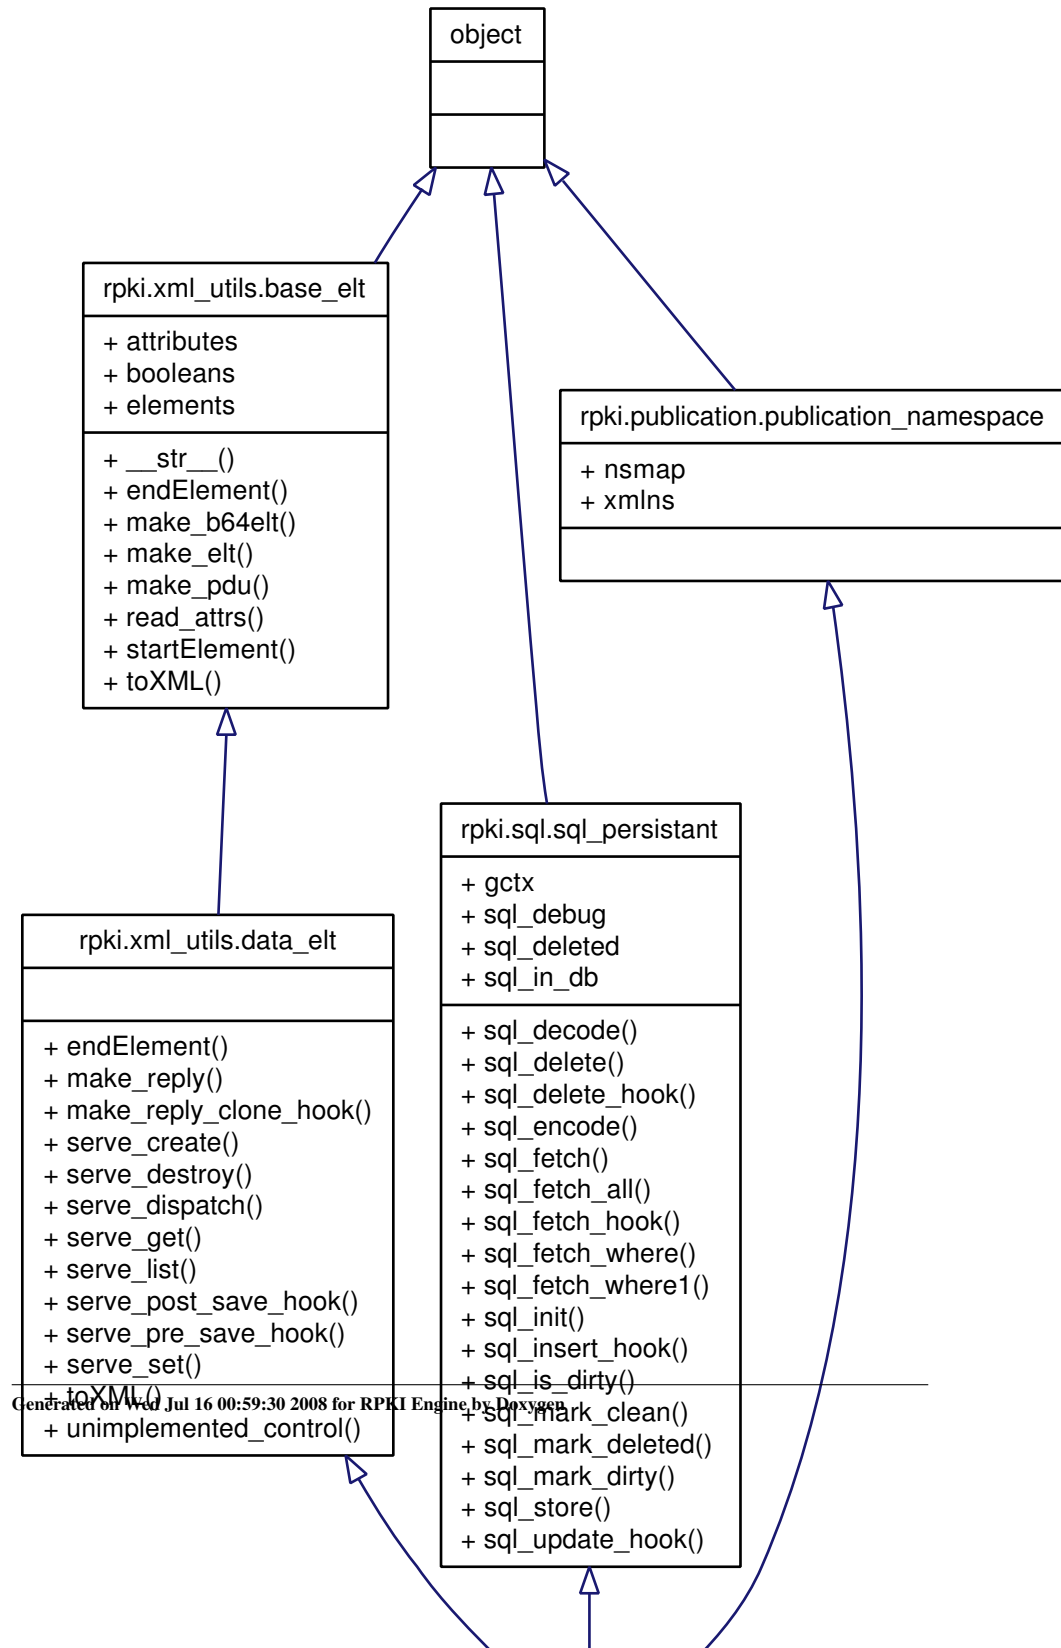 object
rpki.xml_utils.base_elt
+ attributes
+ booleans
+ elements
+ __str__()
+ endElement()
+ make_b64elt()
+ make_elt()
+ make_pdu()
+ read_attrs()
+ startElement()
+ toXML()
rpki.publication.publication_namespace
+ nsmap
+ xmlns
rpki.sql.sql_persistant
+ gctx
+ sql_debug
+ sql_deleted
+ sql_in_db
+ sql_decode()
+ sql_delete()
+ sql_delete_hook()
+ sql_encode()
+ sql_fetch()
+ sql_fetch_all()
+ sql_fetch_hook()
+ sql_fetch_where()
+ sql_fetch_where1()
+ sql_init()
+ sql_insert_hook()
+ sql_is_dirty()
+ sql_mark_clean()
+ sql_mark_deleted()
+ sql_mark_dirty()
+ sql_store()
+ sql_update_hook()
rpki.xml_utils.data_elt
+ endElement()
+ make_reply()
+ make_reply_clone_hook()
+ serve_create()
+ serve_destroy()
+ serve_dispatch()
+ serve_get()
+ serve_list()
+ serve_post_save_hook()
+ serve_pre_save_hook()
+ serve_set()
+ toXML()
+ unimplemented_control()
Generated on Wed Jul 16 00:59:30 2008 for RPKI Engine by Doxygen